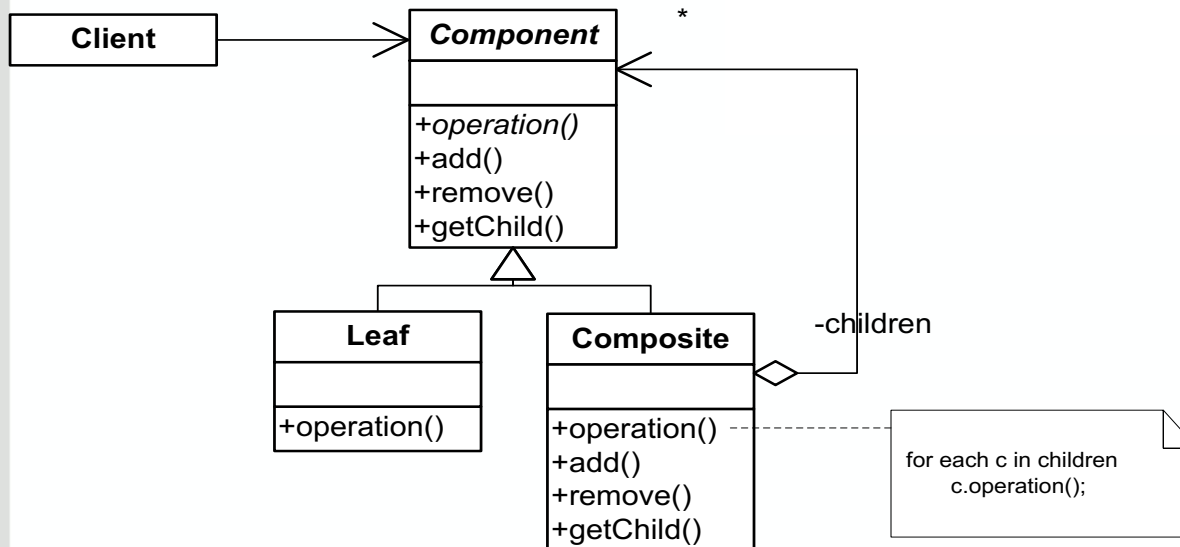 Client
Component
*
+operation()
+add()
+remove()
+getChild()
Leaf
+operation()
Composite
-children
+operation()
+add()
+remove()
+getChild()
for each c in children
c.operation();